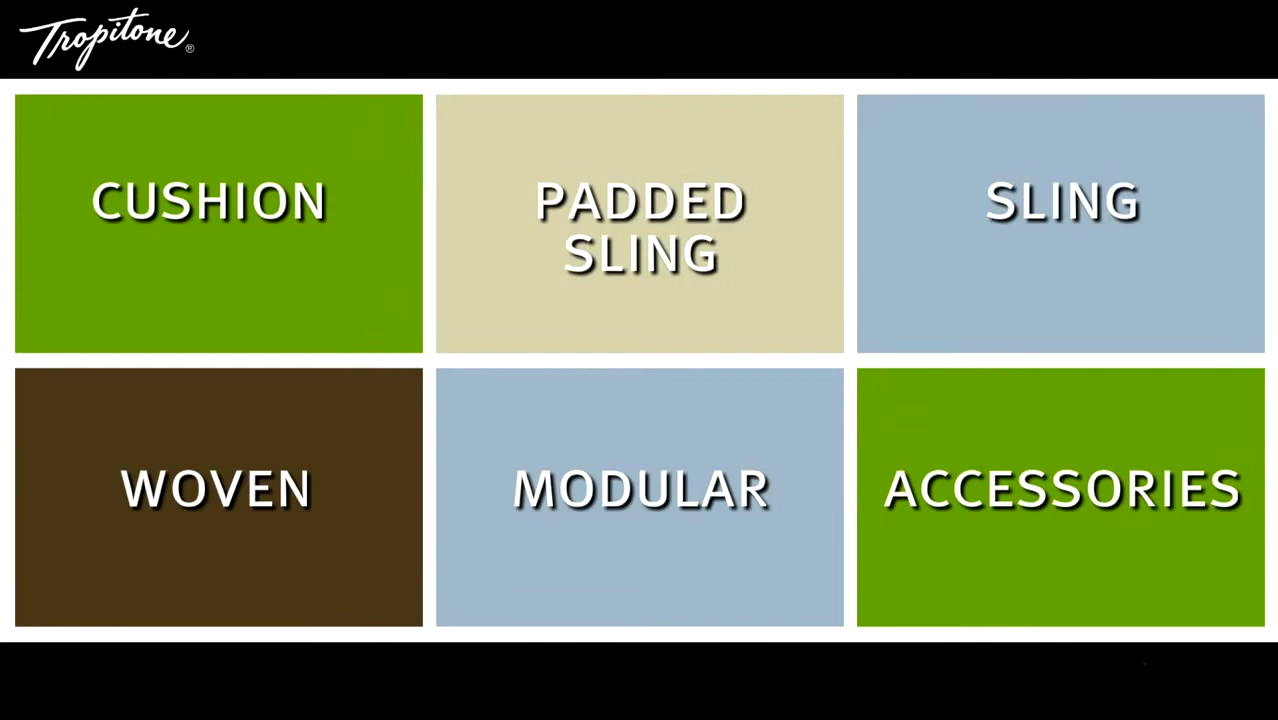 Tropitone®
CUSHION
PADDED
SLING
SLING
WOVEN
MODULAR
ACCESSORIES